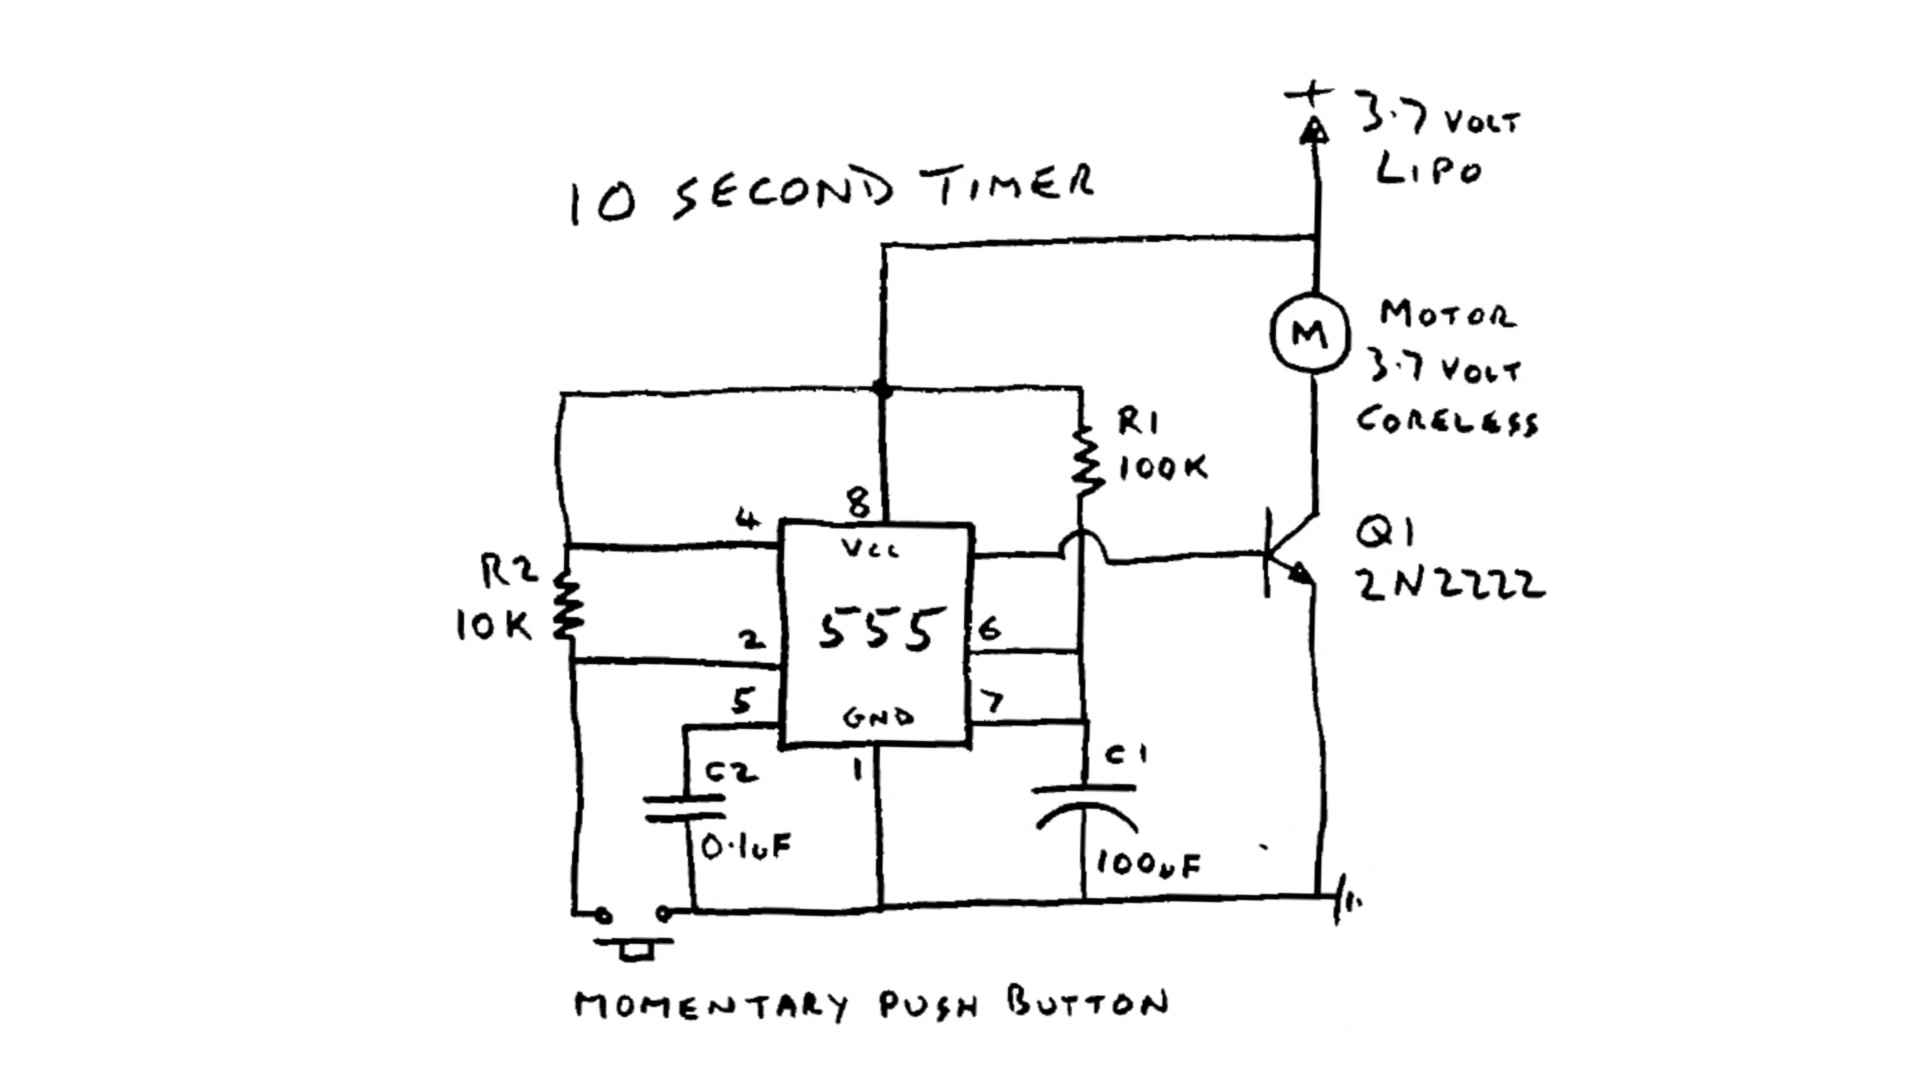 + 3.7 VOLT
LIPO
10 SECOND TIMER
M
MOTOR
3.7 VOLT
CORELESS
R1
100K
8
4
VCC
Q1
2N2222
R2
10K
555
2
6
5
7
GND
1
C2
0.1uF
C1
100uF
MOMENTARY PUSH BUTTON